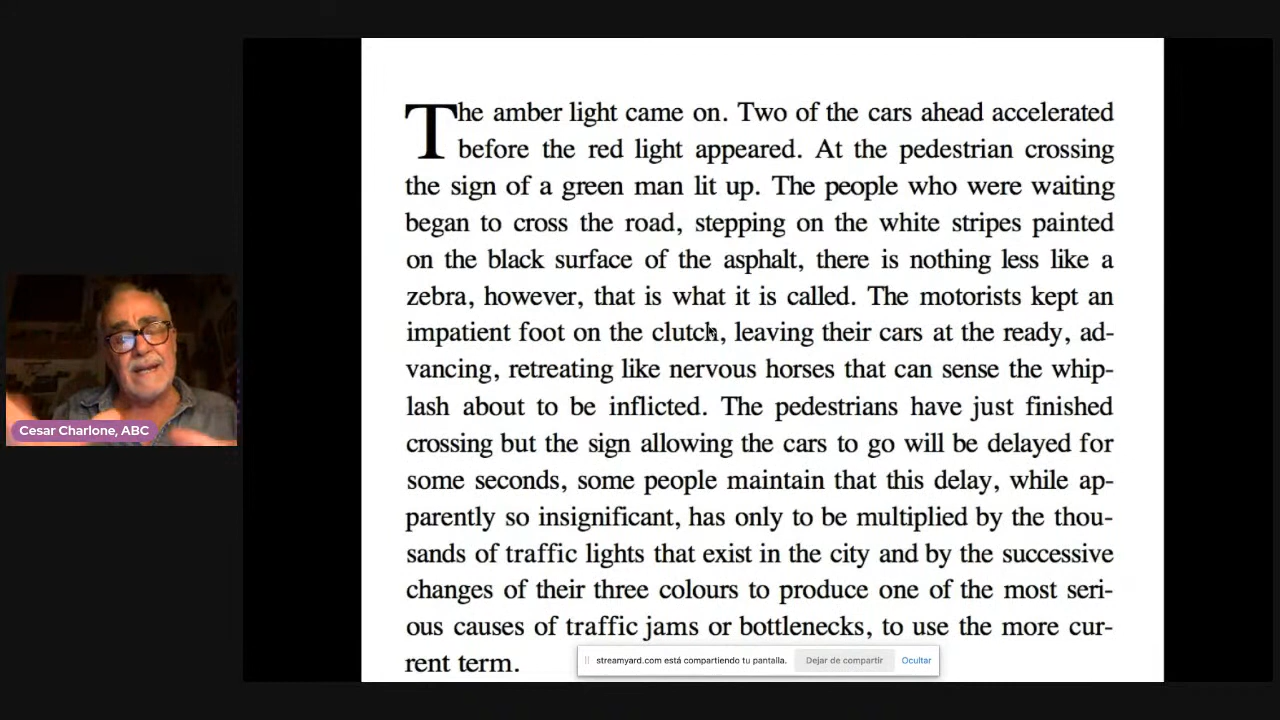 The amber light came on. Two of the cars ahead accelerated
before the red light appeared. At the pedestrian crossing
the sign of a green man lit up. The people who were waiting
began to cross the road, stepping on the white stripes painted
on the black surface of the asphalt, there is nothing less like a
zebra, however, that is what it is called. The motorists kept an
impatient foot on the clutch, leaving their cars at the ready, ad-
vancing, retreating like nervous horses that can sense the whip-
lash about to be inflicted. The pedestrians have just finished
crossing but the sign allowing the cars to go will be delayed for
some seconds, some people maintain that this delay, while ap-
parently so insignificant, has only to be multiplied by the thou-
sands of traffic lights that exist in the city and by the successive
changes of their three colours to produce one of the most seri-
ous causes of traffic jams or bottlenecks, to use the more cur-
rent term.
Cesar Charlone, ABC
streamyard.com está compartiendo tu pantalla.
Dejar de compartir
Ocultar